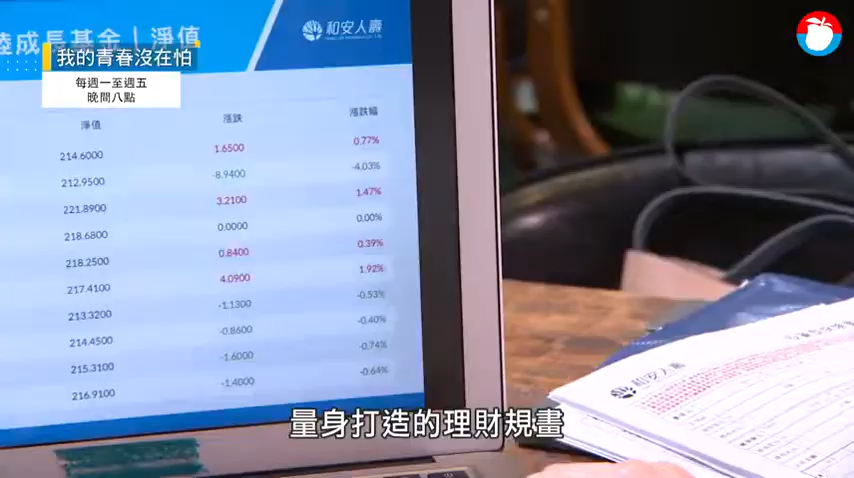 陸成長基金｜淨值
和安人壽
我的青春沒在怕
每週一至週五
晚間八點
淨值 漲跌 漲跌幅
214.6000 1.6500 0.77%
212.9500 -8.9400 -4.03%
221.8900 3.2100 1.47%
218.6800 0.0000 0.00%
218.2500 0.8400 0.39%
217.4100 4.0900 1.92%
213.3200 -1.1300 -0.53%
214.4500 -0.8600 -0.40%
215.3100 -1.6000 -0.74%
216.9100 -1.4000 -0.64%
和安人壽
量身打造的理財規畫